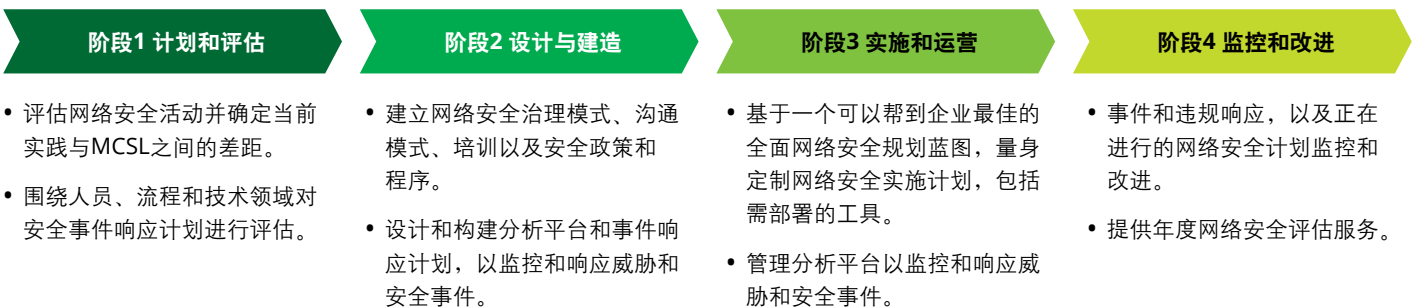 阶段1 计划和评估
• 评估网络安全活动并确定当前
实践与MCSL之间的差距。
• 围绕人员、流程和技术领域对
安全事件响应计划进行评估。
阶段2 设计与建造
• 建立网络安全治理模式、沟通
模式、培训以及安全政策和
程序。
• 设计和构建分析平台和事件响
应计划，以监控和响应威胁和
安全事件。
阶段3 实施和运营
• 基于一个可以帮到企业最佳的
全面网络安全规划蓝图，量身
定制网络安全实施计划，包括
需部署的工具。
• 管理分析平台以监控和响应威
胁和安全事件。
阶段4 监控和改进
• 事件和违规响应，以及正在
进行的网络安全计划监控和
改进。
• 提供年度网络安全评估服务。